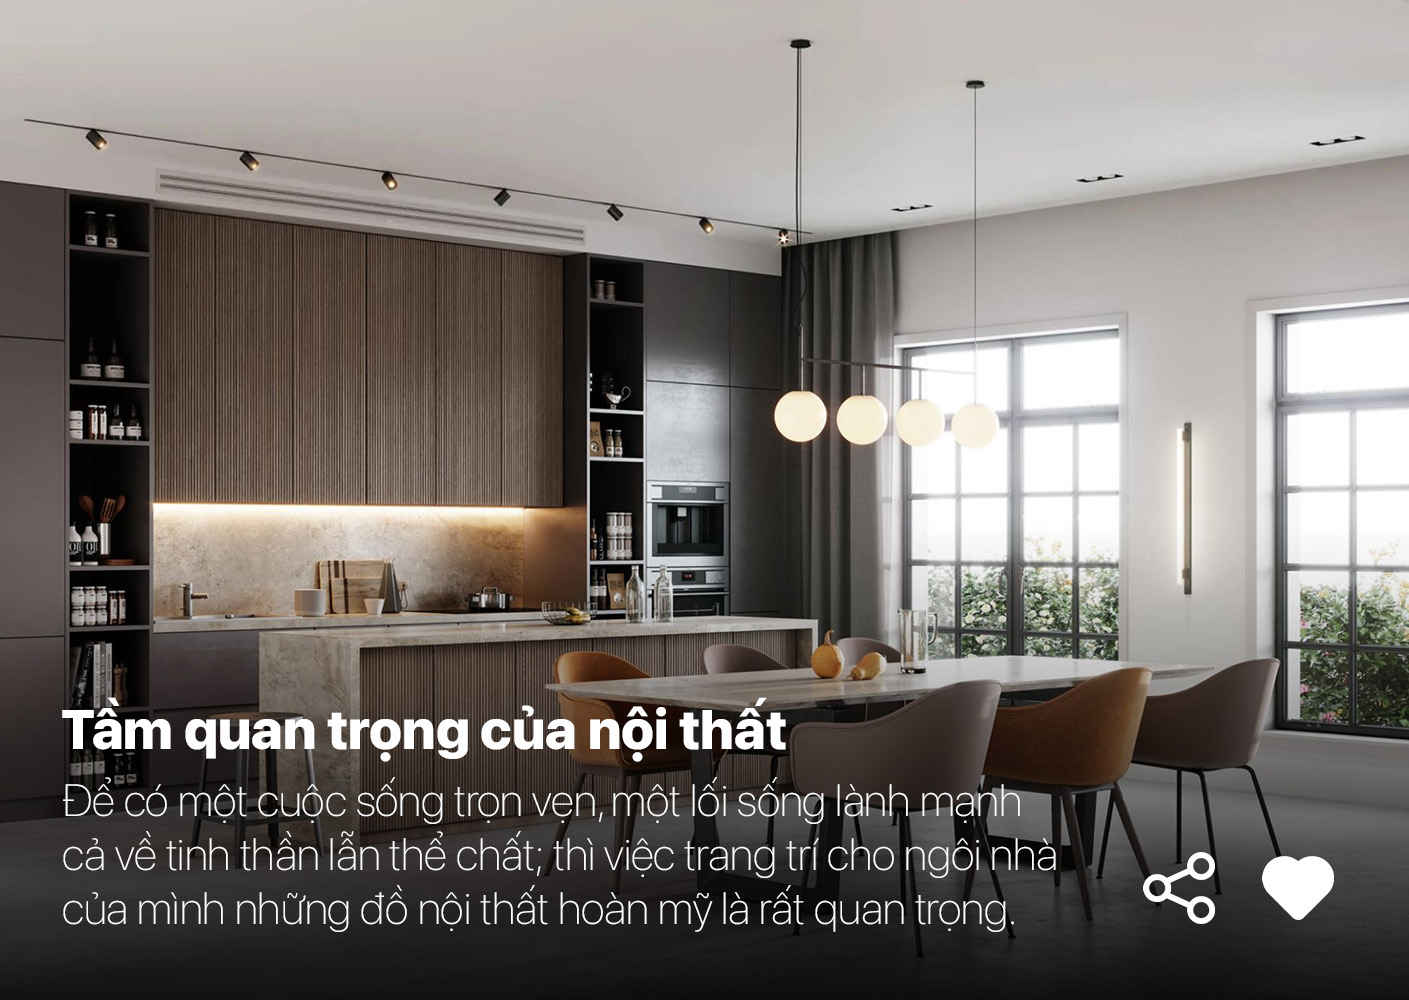 Tầm quan trọng của nội thất
Để có một cuộc sống trọn vẹn, một lối sống lành mạnh
cả về tinh thần lẫn thể chất; thì việc trang trí cho ngôi nhà
của mình những đồ nội thất hoàn mỹ là rất quan trọng.